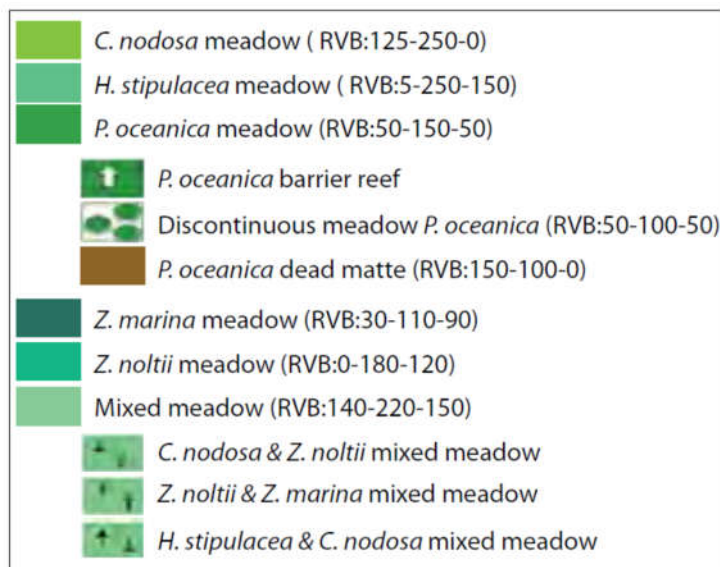 C. nodosa meadow ( RVB:125-250-0)
H. stipulacea meadow ( RVB:5-250-150)
P. oceanica meadow (RVB:50-150-50)
P. oceanica barrier reef
Discontinuous meadow P. oceanica (RVB:50-100-50)
P. oceanica dead matte (RVB:150-100-0)
Z. marina meadow (RVB:30-110-90)
Z. noltii meadow (RVB:0-180-120)
Mixed meadow (RVB:140-220-150)
C. nodosa & Z. noltii mixed meadow
Z. noltii & Z. marina mixed meadow
H. stipulacea & C. nodosa mixed meadow